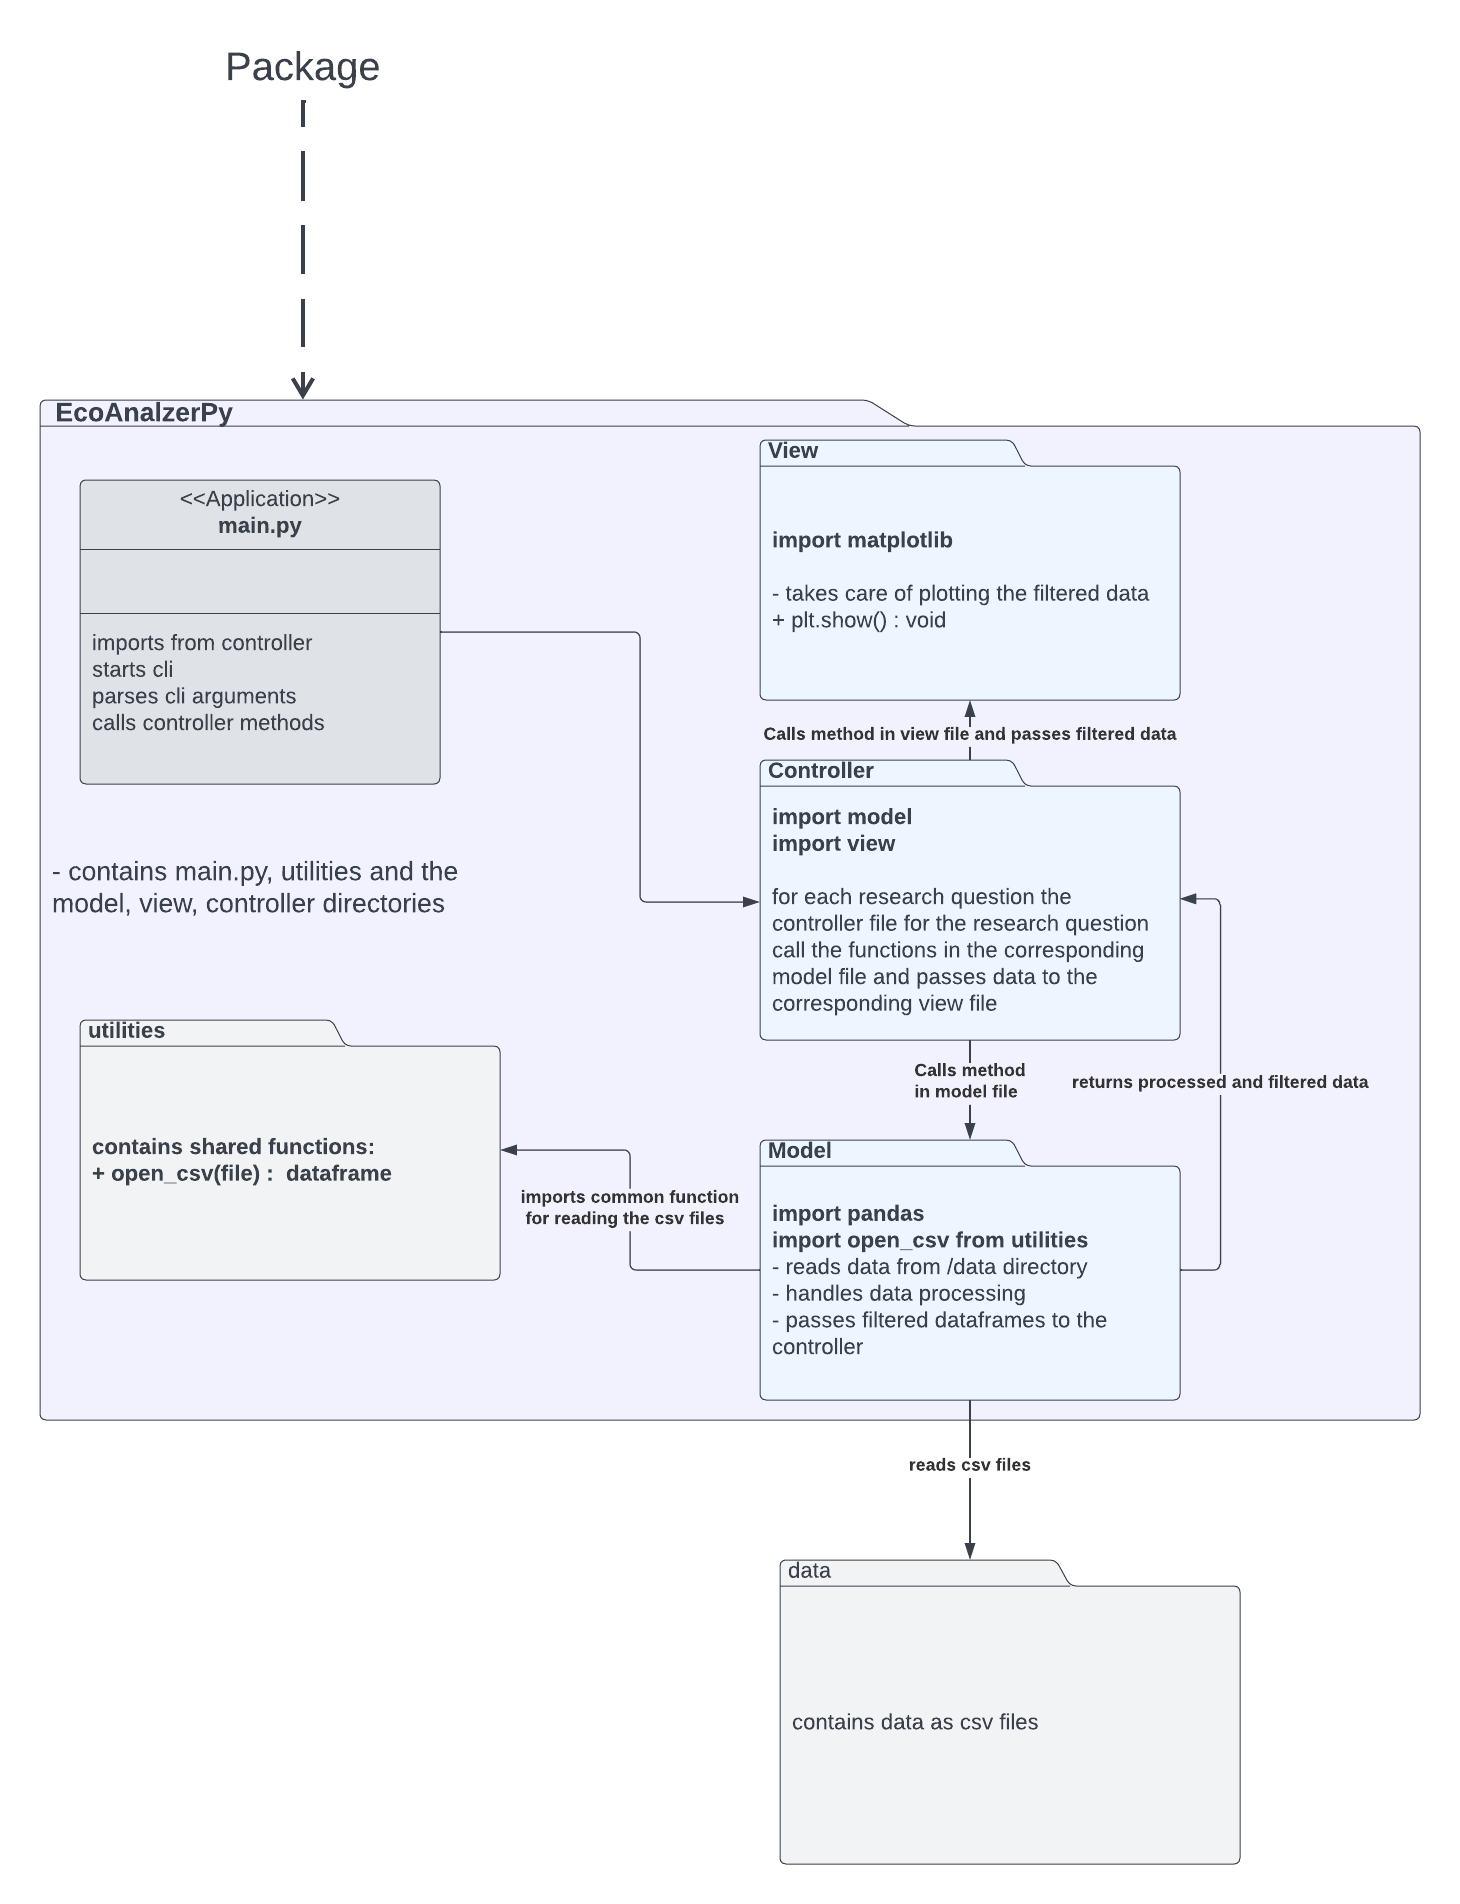 Package
EcoAnalzerPy
<<Application>>
main.py
imports from controller
starts cli
parses cli arguments
calls controller methods
- contains main.py, utilities and the
model, view, controller directories
View
import matplotlib
- takes care of plotting the filtered data
+ plt.show() : void
Calls method in view file and passes filtered data
Controller
import model
import view
for each research question the
controller file for the research question
call the functions in the corresponding
model file and passes data to the
corresponding view file
Calls method
in model file
returns processed and filtered data
utilities
contains shared functions:
+ open_csv(file) :  dataframe
imports common function
for reading the csv files
Model
import pandas
import open_csv from utilities
- reads data from /data directory
- handles data processing
- passes filtered dataframes to the
controller
reads csv files
data
contains data as csv files